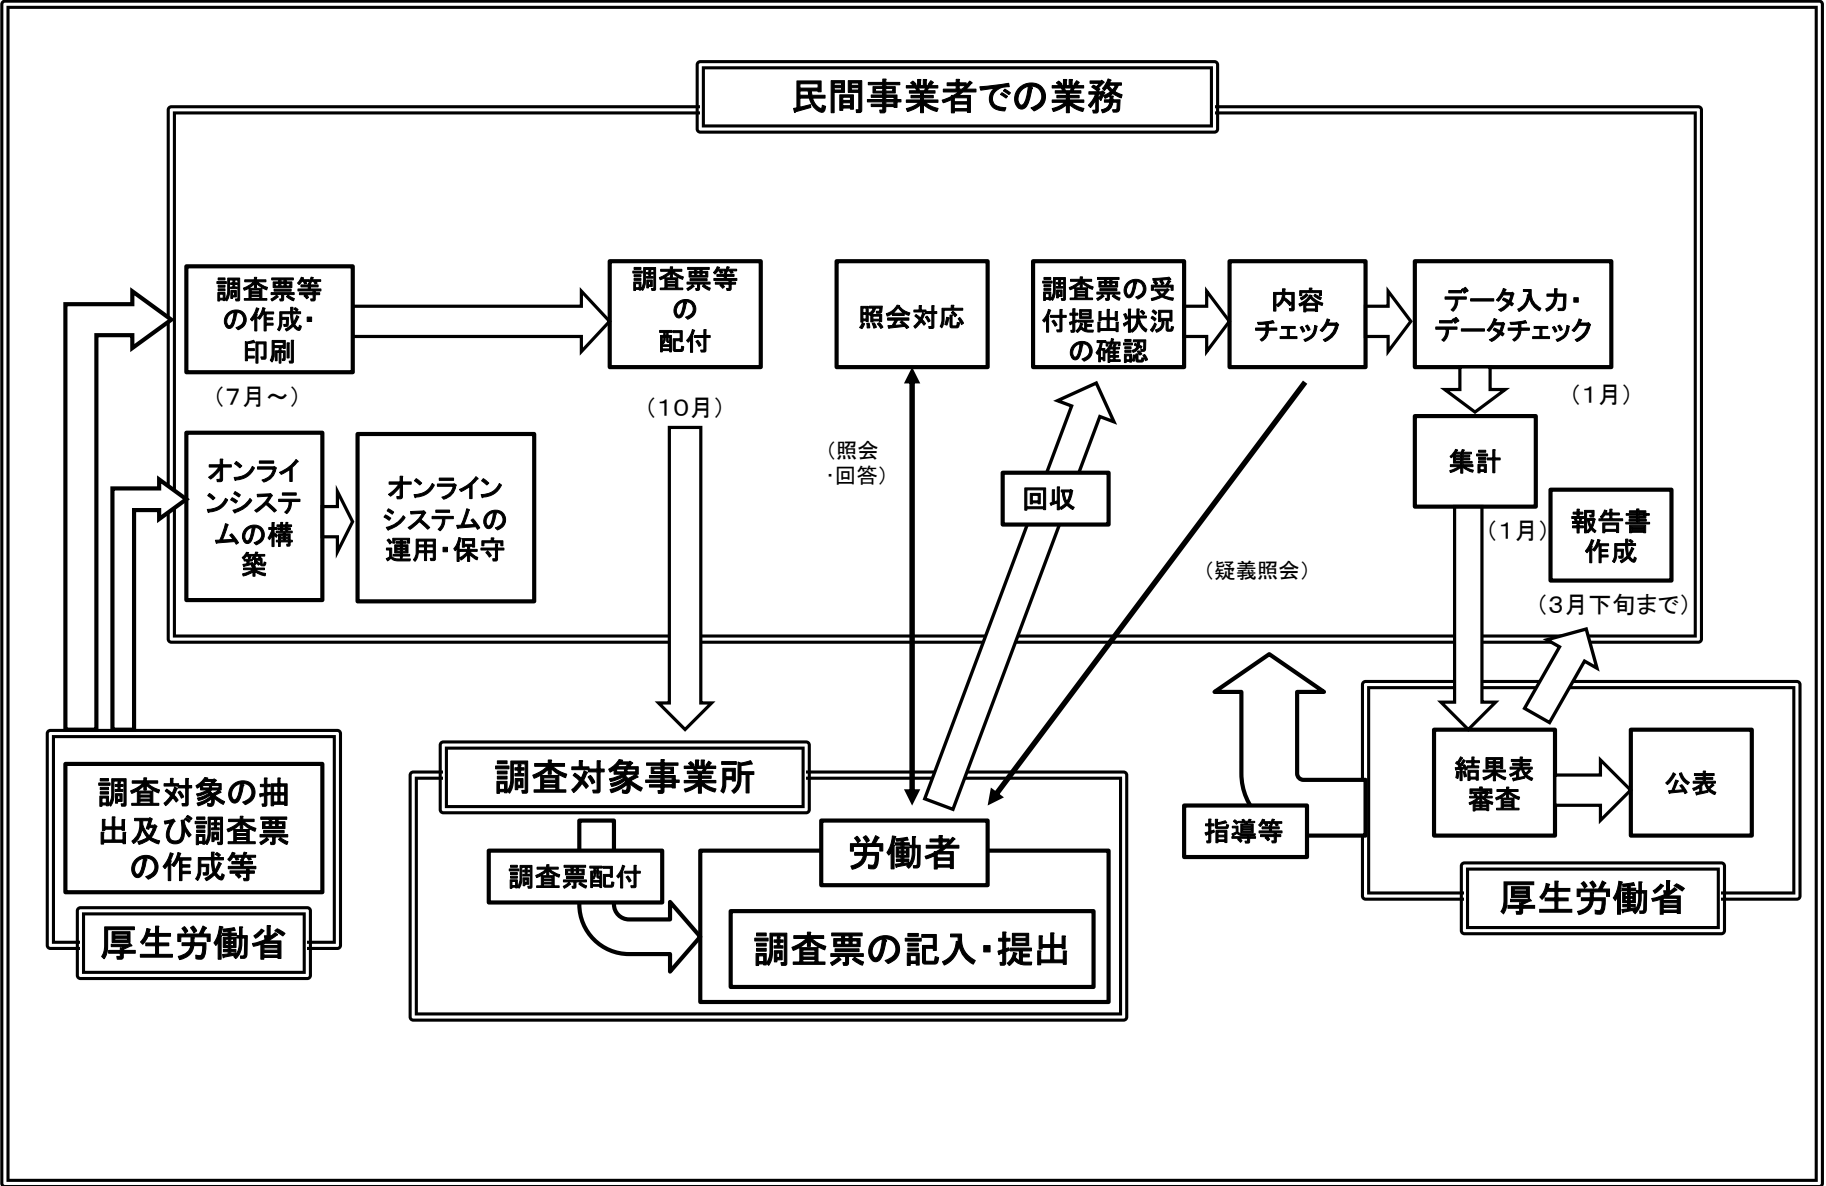 民間事業者での業務
調査票等
の作成・
印刷
（７月～）
調査票等
の
配付
（１０月）
照会対応
（照会
・回答）
調査票の受
付提出状況
の確認
内容
チェック
データ入力・
データチェック
（１月）
オンライ
ンシステ
ムの構
築
オンライン
システムの
運用・保守
回収
（疑義照会）
集計
（１月）
報告書
作成
（３月下旬まで）
調査対象の抽
出及び調査票
の作成等
厚生労働省
調査対象事業所
調査票配付
労働者
調査票の記入・提出
指導等
結果表
審査
公表
厚生労働省